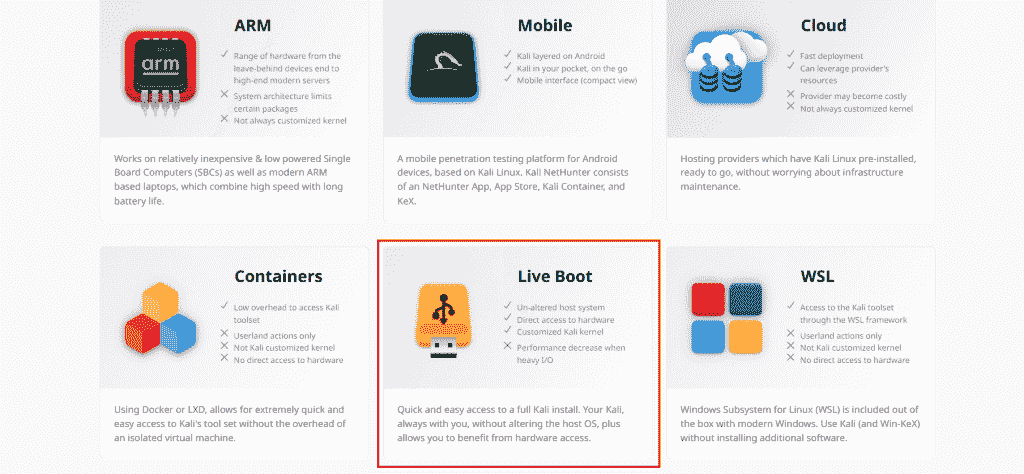 ARM
arm
Range of hardware from the
leave-behind devices end to
high-end modern servers
System architecture limits
certain packages
Not always customized kernel
Works on relatively inexpensive & low powered Single
Board Computers (SBCs) as well as modern ARM
based laptops, which combine high speed with long
battery life.
Mobile
Kali layered on Android
Kali in your pocket, on the go
Mobile interface (compact view)
A mobile penetration testing platform for Android
devices, based on Kali Linux. Kali NetHunter consists
of an NetHunter App, App Store, Kali Container, and
KeX.
Cloud
Fast deployment
Can leverage provider's
resources
Provider may become costly
Not always customized kernel
Hosting providers which have Kali Linux pre-installed,
ready to go, without worrying about infrastructure
maintenance.
Containers
Low overhead to access Kali
toolset
Userland actions only
Not Kali customized kernel
No direct access to hardware
Using Docker or LXD, allows for extremely quick and
easy access to Kali's tool set without the overhead of
an isolated virtual machine.
Live Boot
Un-altered host system
Direct access to hardware
Customized Kali kernel
Performance decrease when
heavy I/O
Quick and easy access to a full Kali install. Your Kali,
always with you, without altering the host OS, plus
allows you to benefit from hardware access.
WSL
Access to the Kali toolset
through the WSL framework
Userland actions only
Not Kali customized kernel
No direct access to hardware
Windows Subsystem for Linux (WSL) is included out of
the box with modern Windows. Use Kali (and Win-KeX)
without installing additional software.